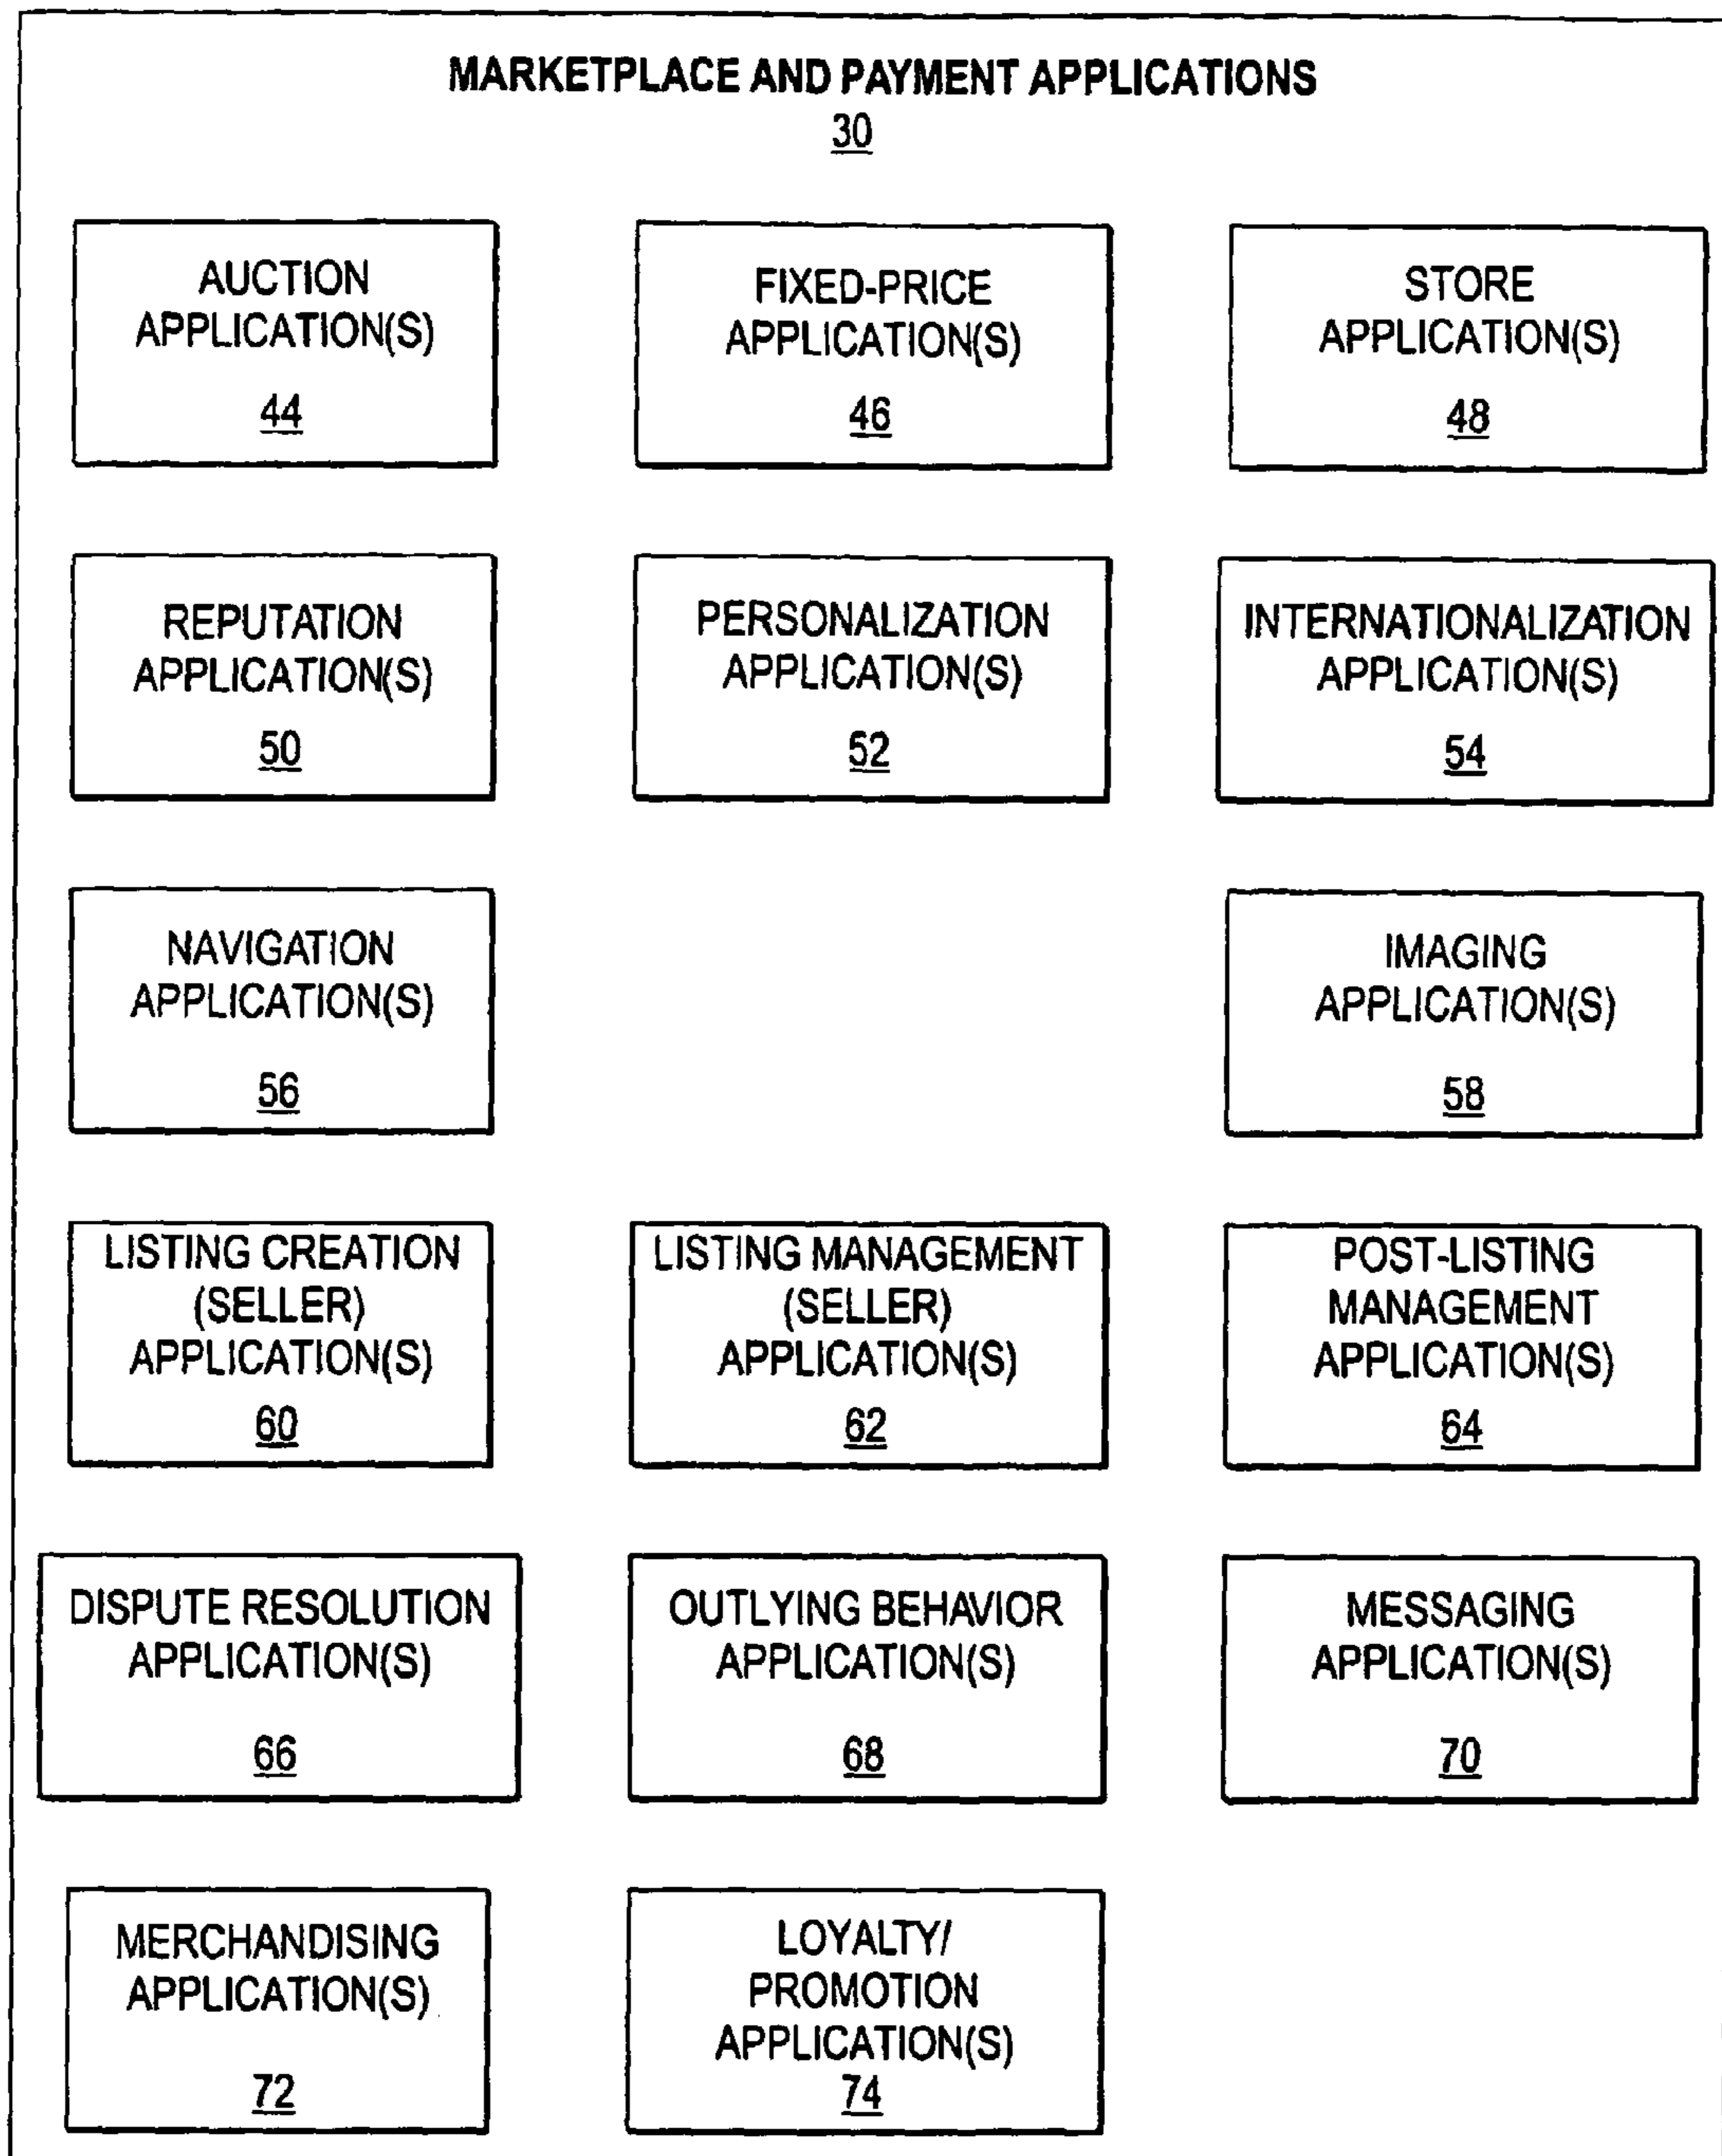 MARKETPLACE AND PAYMENT APPLICATIONS
30
AUCTION
APPLICATION(S)
44
FIXED-PRICE
APPLICATION(S)
46
STORE
APPLICATION(S)
48
REPUTATION
APPLICATION(S)
50
PERSONALIZATION
APPLICATION(S)
52
INTERNATIONALIZATION
APPLICATION(S)
54
NAVIGATION
APPLICATION(S)
56
IMAGING
APPLICATION(S)
58
LISTING CREATION
(SELLER)
APPLICATION(S)
60
LISTING MANAGEMENT
(SELLER)
APPLICATION(S)
62
POST-LISTING
MANAGEMENT
APPLICATION(S)
64
DISPUTE RESOLUTION
APPLICATION(S)
66
OUTLYING BEHAVIOR
APPLICATION(S)
68
MESSAGING
APPLICATION(S)
70
MERCHANDISING
APPLICATION(S)
72
LOYALTY/
PROMOTION
APPLICATION(S)
74